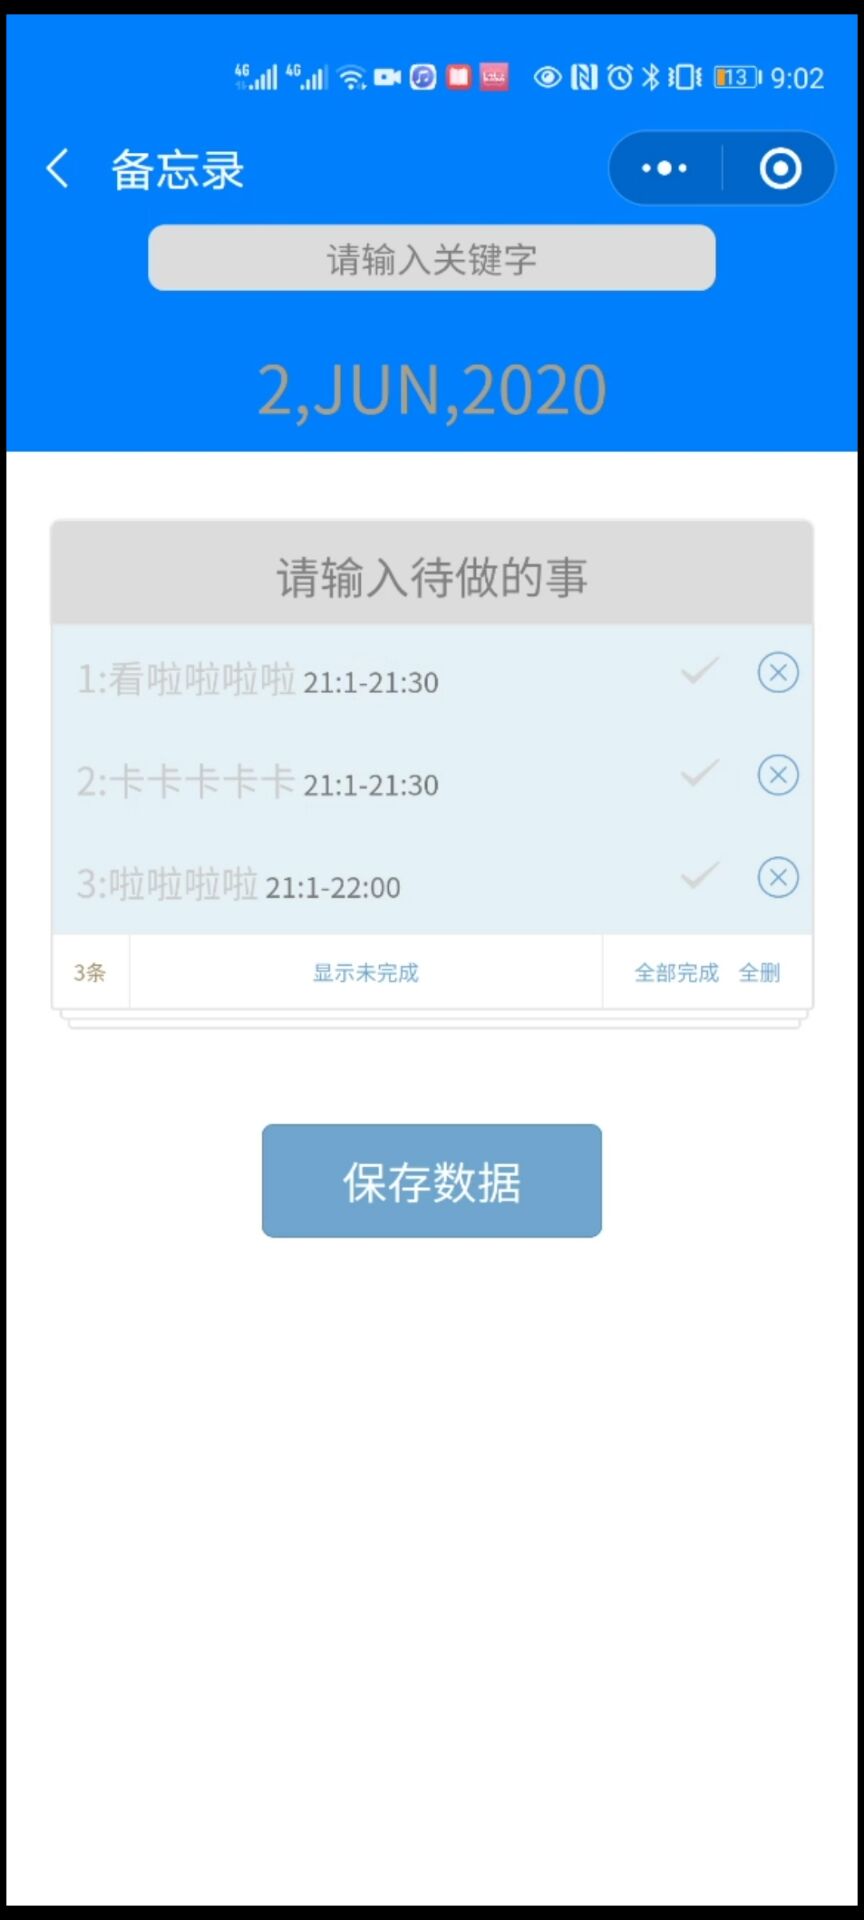 4G 4G 13 9:02
备忘录
请输入关键字
2,JUN,2020
请输入待做的事
1:看啦啦啦啦 21:1-21:30
2:卡卡卡卡卡 21:1-21:30
3:啦啦啦啦 21:1-22:00
3条 显示未完成 全部完成 全删
保存数据